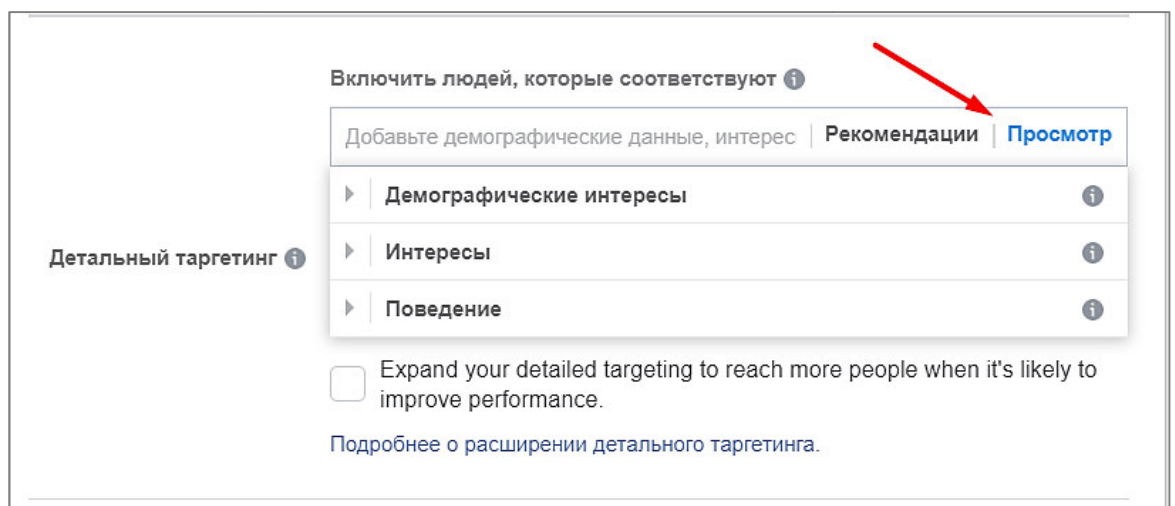 Включить людей, которые соответствуют
Добавьте демографические данные, интерес | Рекомендации | Просмотр
Демографические интересы
Детальный таргетинг
Интересы
Поведение
Expand your detailed targeting to reach more people when it's likely to
improve performance.
Подробнее о расширении детального таргетинга.